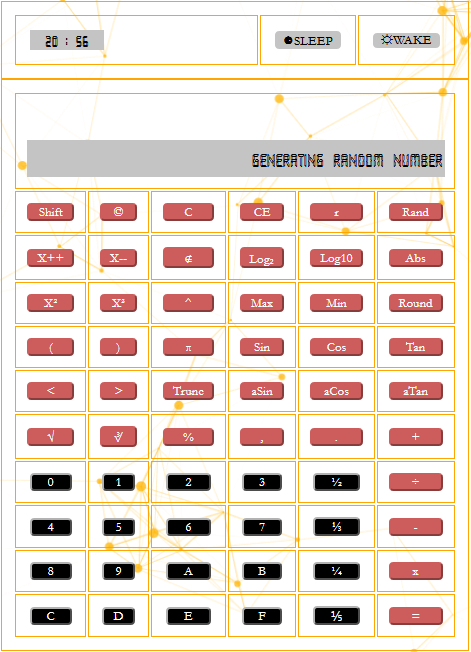 20 : 56 SLEEP WAKE
GENERATING RANDOM NUMBER
Shift © C CE ε Rand
X++ X-- ∉ Log₂ Log10 Abs
X² X³ ^ Max Min Round
( ) π Sin Cos Tan
< > Trunc aSin aCos aTan
√ ∛ % , . +
0 1 2 3 ½ ÷
4 5 6 7 ⅓ -
8 9 A B ¼ x
C D E F ⅕ =